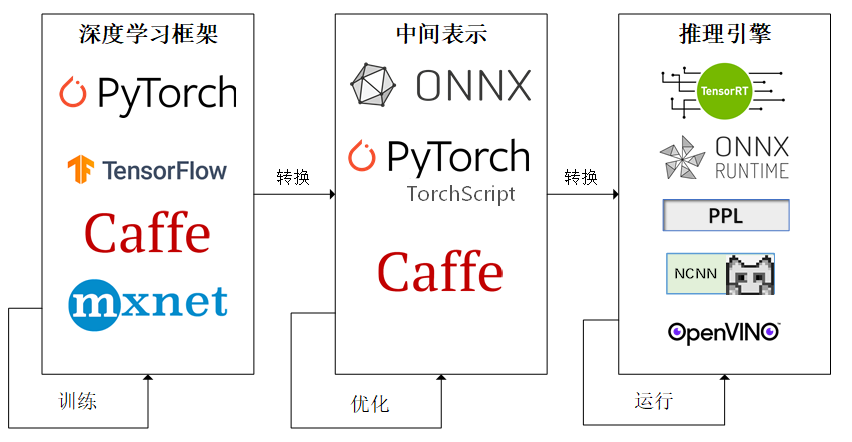 深度学习框架
PyTorch
TensorFlow
Caffe
mxnet
训练
转换
中间表示
ONNX
PyTorch
TorchScript
Caffe
优化
转换
推理引擎
TensorRT
ONNX
RUNTIME
PPL
NCNN
OpenVINO™
运行